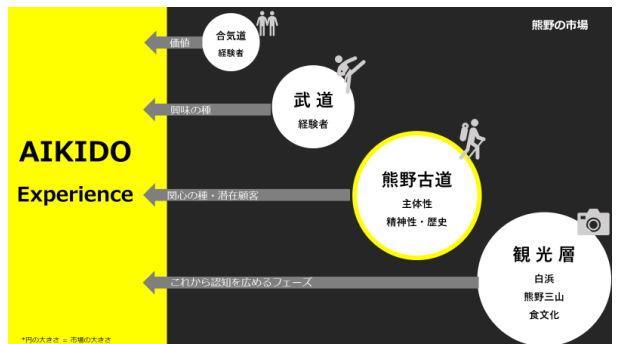 熊野の市場
合気道
経験者
価値
武道
経験者
興味の種
AIKIDO
Experience
熊野古道
主体性
精神性・歴史
関心の種・潜在顧客
観光層
白浜
熊野三山
食文化
これから認知を広めるフェーズ
*円の大きさ = 市場の大きさ